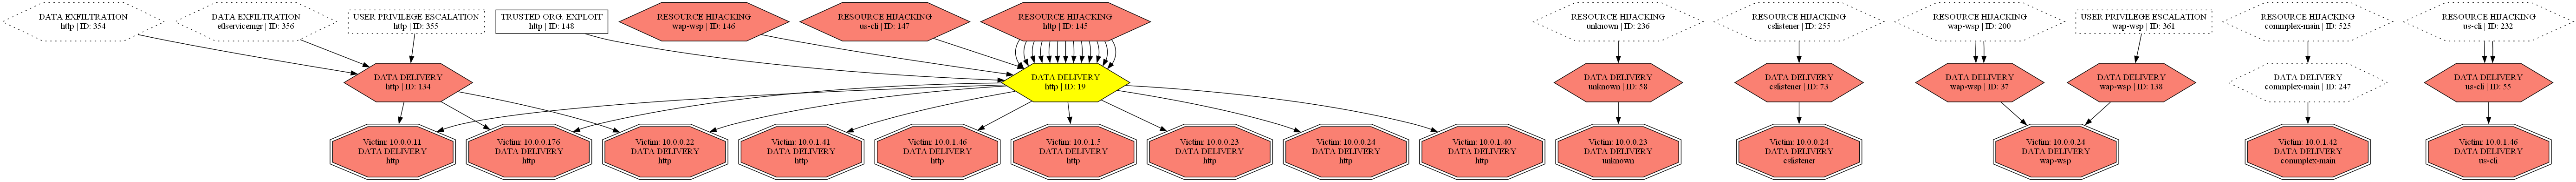 DATA EXFILTRATION
http | ID: 354
DATA EXFILTRATION
etlservicemgr | ID: 356
USER PRIVILEGE ESCALATION
http | ID: 355
TRUSTED ORG. EXPLOIT
http | ID: 148
RESOURCE HIJACKING
wap-wsp | ID: 146
RESOURCE HIJACKING
us-cli | ID: 147
RESOURCE HIJACKING
http | ID: 145
RESOURCE HIJACKING
unknown | ID: 236
RESOURCE HIJACKING
cslistener | ID: 255
RESOURCE HIJACKING
wap-wsp | ID: 200
USER PRIVILEGE ESCALATION
wap-wsp | ID: 361
RESOURCE HIJACKING
commplex-main | ID: 525
RESOURCE HIJACKING
us-cli | ID: 232
DATA DELIVERY
http | ID: 134
DATA DELIVERY
http | ID: 19
DATA DELIVERY
unknown | ID: 58
DATA DELIVERY
cslistener | ID: 73
DATA DELIVERY
wap-wsp | ID: 37
DATA DELIVERY
wap-wsp | ID: 138
DATA DELIVERY
commplex-main | ID: 247
DATA DELIVERY
us-cli | ID: 55
Victim: 10.0.0.11
DATA DELIVERY
http
Victim: 10.0.0.176
DATA DELIVERY
http
Victim: 10.0.0.22
DATA DELIVERY
http
Victim: 10.0.1.41
DATA DELIVERY
http
Victim: 10.0.1.46
DATA DELIVERY
http
Victim: 10.0.1.5
DATA DELIVERY
http
Victim: 10.0.0.23
DATA DELIVERY
http
Victim: 10.0.0.24
DATA DELIVERY
http
Victim: 10.0.1.40
DATA DELIVERY
http
Victim: 10.0.0.23
DATA DELIVERY
unknown
Victim: 10.0.0.24
DATA DELIVERY
cslistener
Victim: 10.0.0.24
DATA DELIVERY
wap-wsp
Victim: 10.0.1.42
DATA DELIVERY
commplex-main
Victim: 10.0.1.46
DATA DELIVERY
us-cli